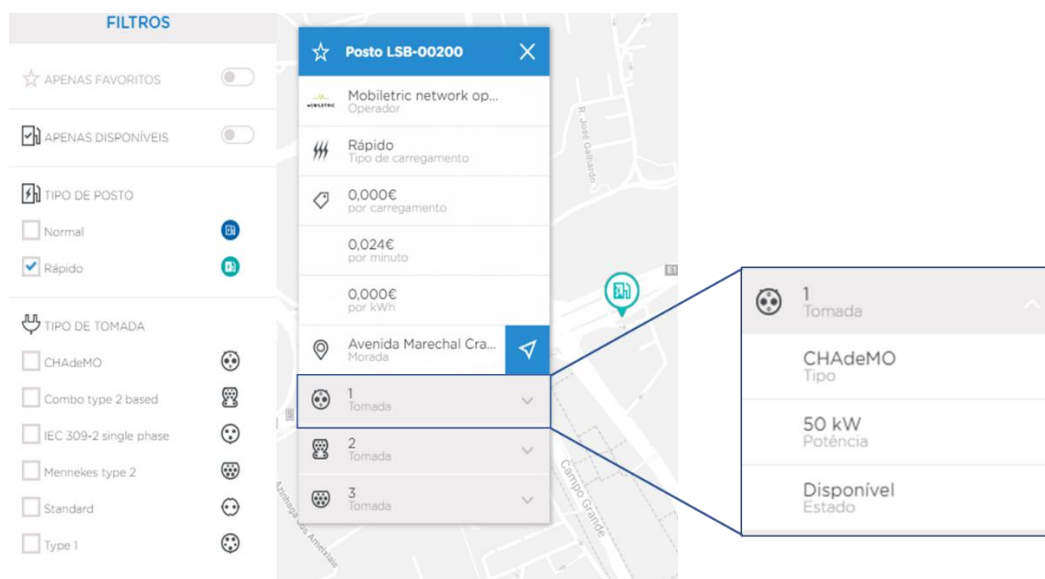 FILTROS
APENAS FAVORITOS
APENAS DISPONÍVEIS
TIPO DE POSTO
Normal
Rápido
TIPO DE TOMADA
CHAdeMO
Combo type 2 based
IEC 309-2 single phase
Mennekes type 2
Standard
Type 1
Posto LSB-00200
MOBILETRIC
Mobiletric network op...
Operador
Rápido
Tipo de carregamento
0,000€
por carregamento
0,024€
por minuto
0,000€
por kWh
Avenida Marechal Cra...
Morada
1
Tomada
2
Tomada
3
Tomada
R. José Galhardo
E1
Campo Grande
Azinhaga dos Ameixiais
1
Tomada
CHAdeMO
Tipo
50 kW
Potência
Disponível
Estado